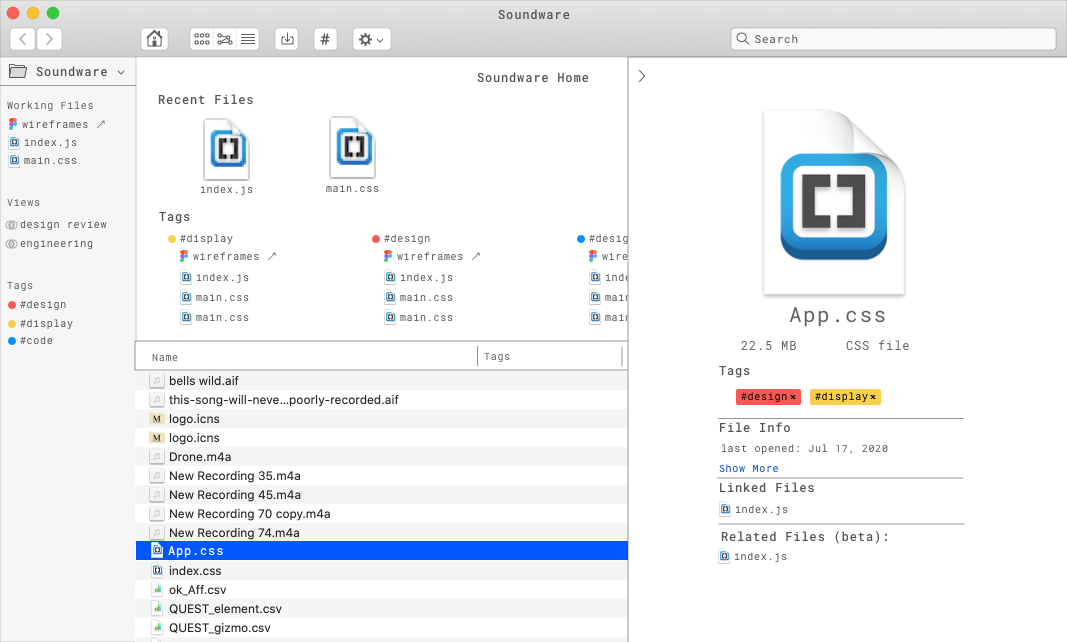 Soundware
#
Search
Soundware
Working Files
wireframes ↗
index.js
main.css
Views
design review
engineering
Tags
#design
#display
#code
Soundware Home
Recent Files
index.js
main.css
Tags
#display
wireframes ↗
index.js
main.css
main.css
#design
wireframes ↗
index.js
main.css
main.css
#desig
wire
inde
main
main
Name Tags
bells wild.aif
this-song-will-neve...poorly-recorded.aif
M logo.icns
M logo.icns
Drone.m4a
New Recording 35.m4a
New Recording 45.m4a
New Recording 70 copy.m4a
New Recording 74.m4a
App.css
index.css
ok_Aff.csv
QUEST_element.csv
QUEST_gizmo.csv
App.css
22.5 MB CSS file
Tags
#design× #display×
File Info
last opened: Jul 17, 2020
Show More
Linked Files
index.js
Related Files (beta):
index.js